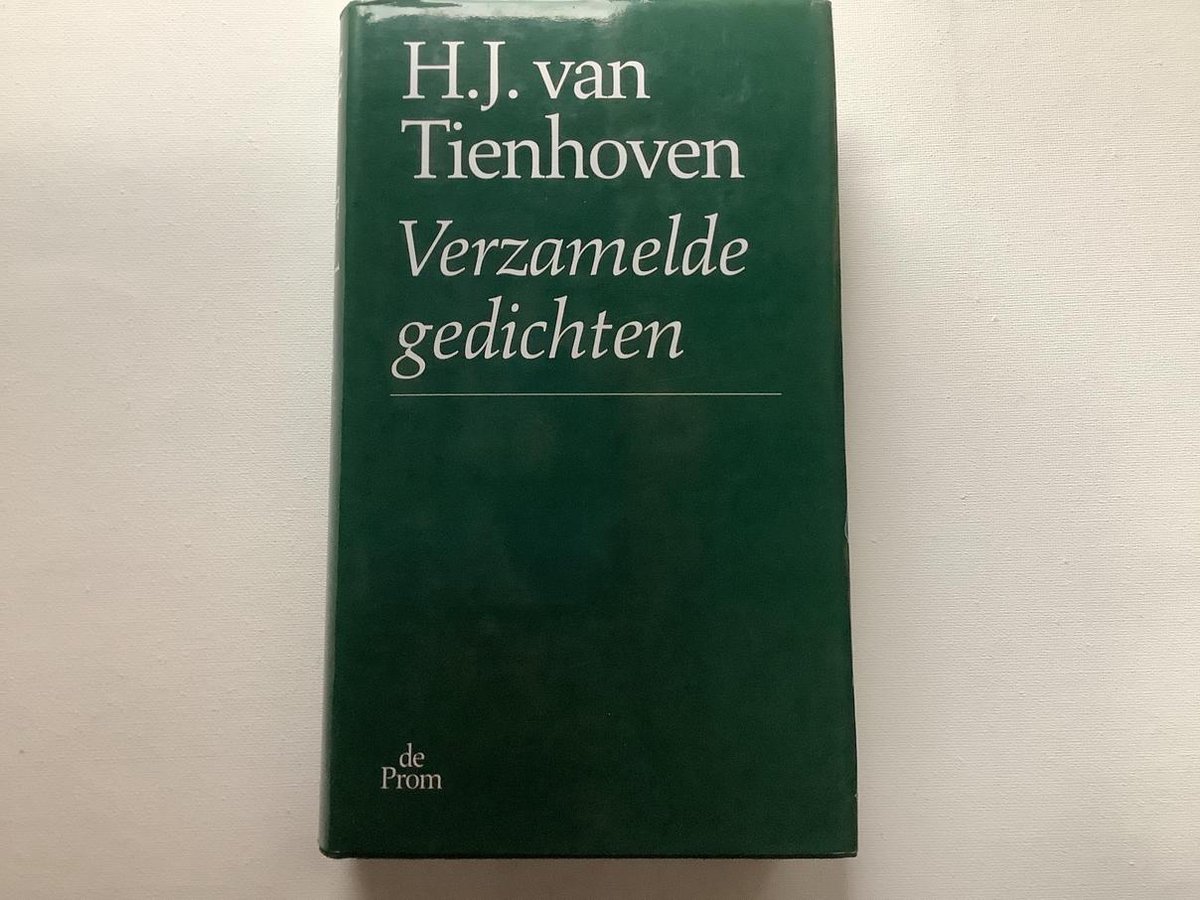 H.J. van
Tienhoven
Verzamelde
gedichten
de
Prom